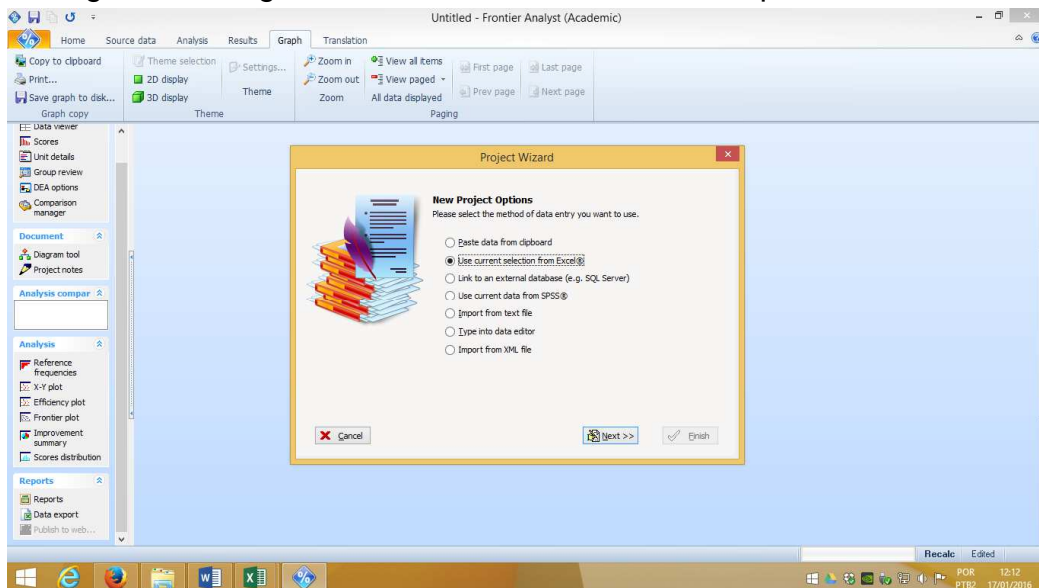 Untitled - Frontier Analyst (Academic)
Home Source data Analysis Results Graph Translation
Copy to clipboard
Print...
Save graph to disk...
Graph copy
Theme selection
2D display
3D display
Settings...
Theme
Theme
Zoom in
Zoom out
Zoom
View all items
View paged
All data displayed
First page
Last page
Prev page
Next page
Paging
Data viewer
Scores
Unit details
Group review
DEA options
Comparison
manager
Document
Diagram tool
Project notes
Analysis compar
Analysis
Reference
frequencies
X-Y plot
Efficiency plot
Frontier plot
Improvement
summary
Scores distribution
Reports
Reports
Data export
Publish to web...
Project Wizard
New Project Options
Please select the method of data entry you want to use.
Paste data from clipboard
Use current selection from Excel®
Link to an external database (e.g. SQL Server)
Use current data from SPSS®
Import from text file
Type into data editor
Import from XML file
Cancel
Next >>
Finish
Recalc Edited
POR 12:12
PTB2 17/01/2016